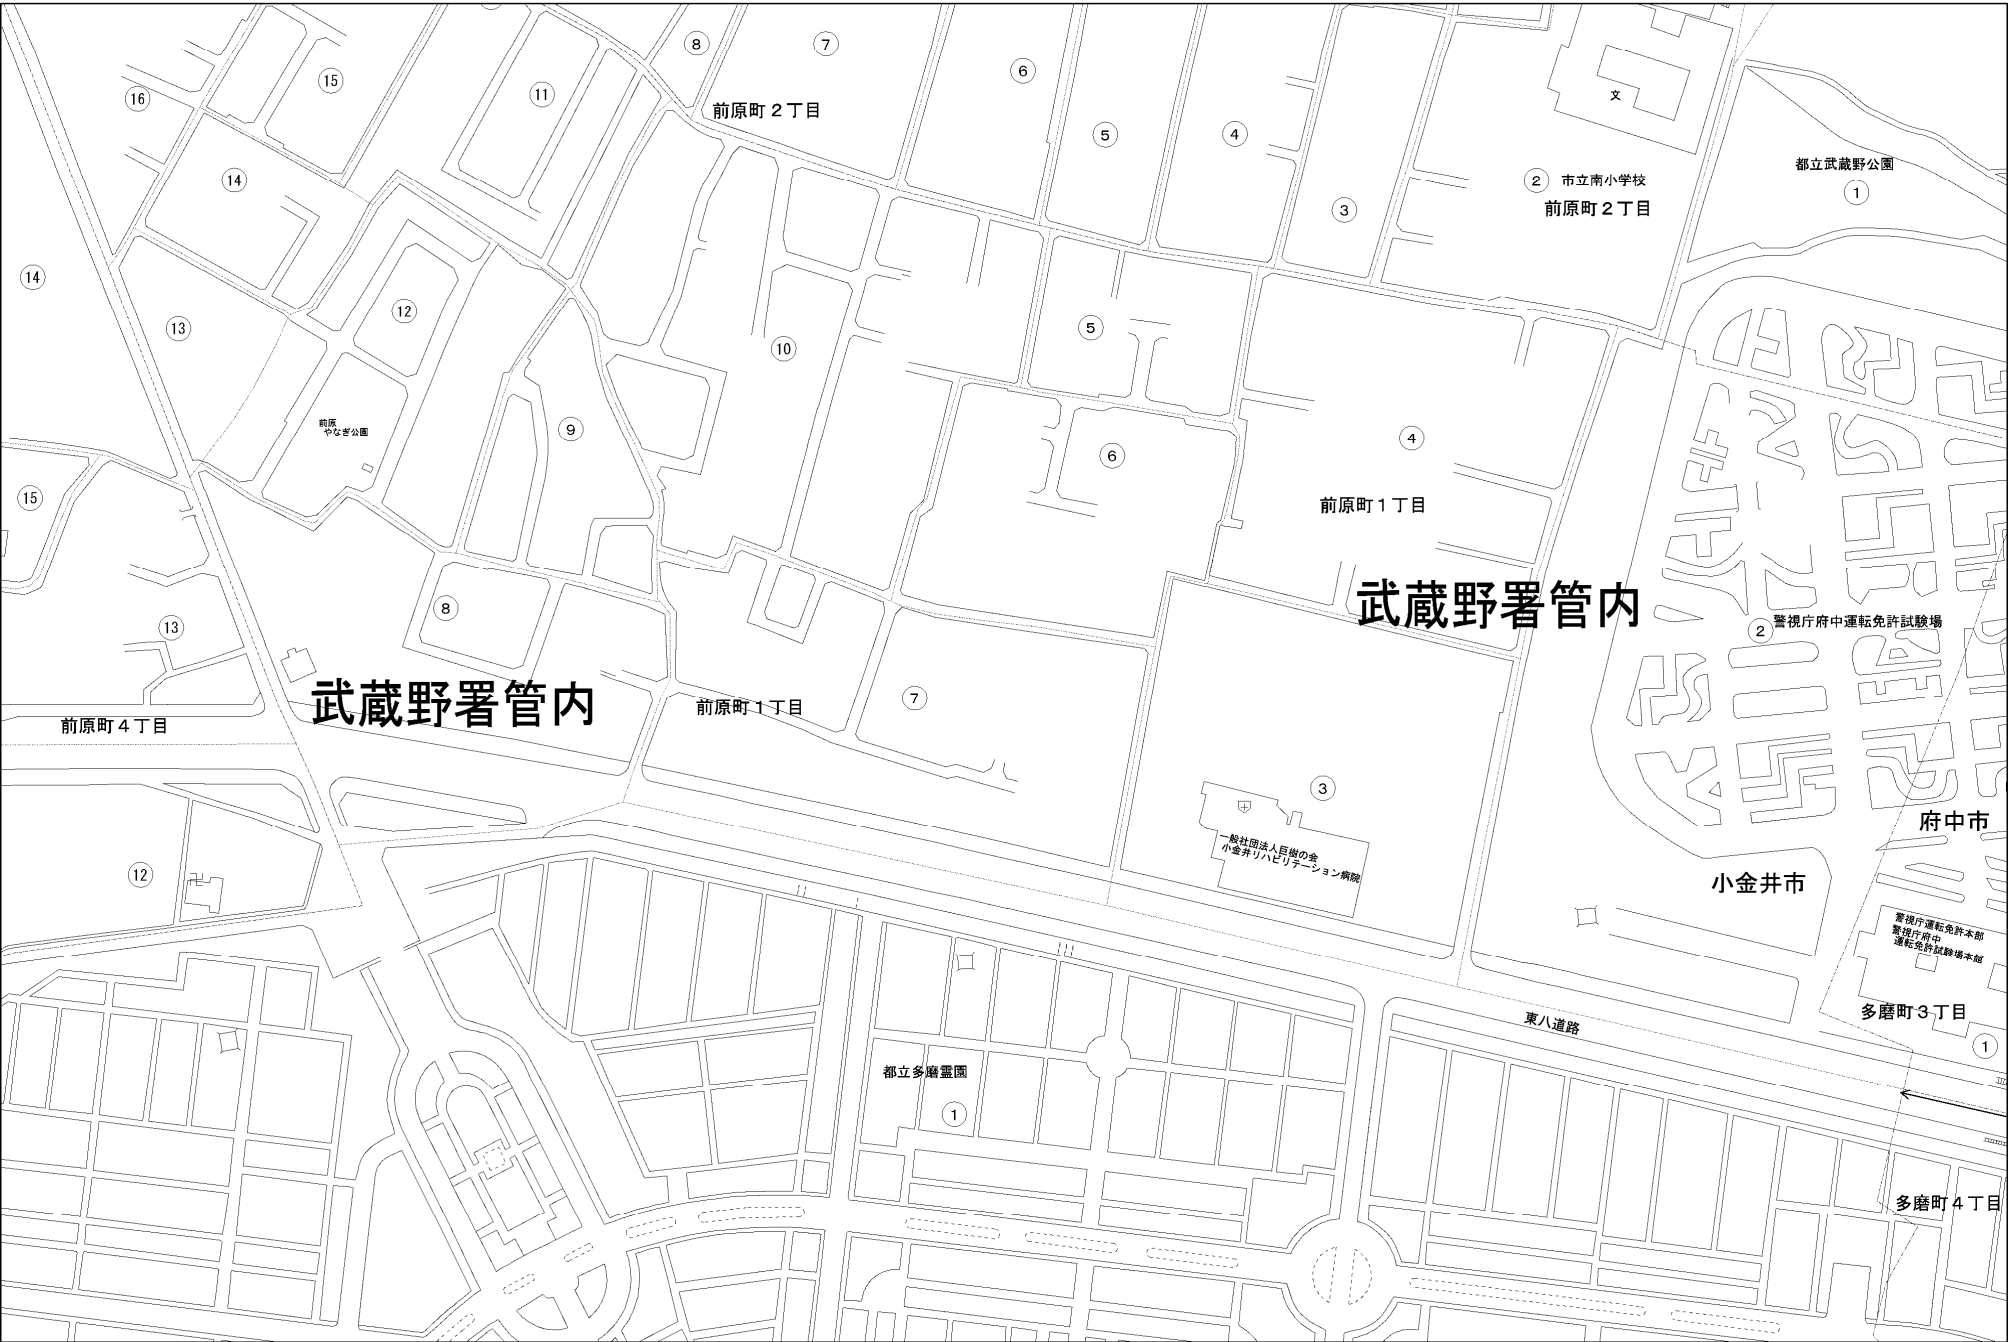 ⑧
⑦
⑥
⑮
⑪
⑯
文
前原町２丁目
⑤
④
都立武蔵野公園
①
⑭
② 市立南小学校
前原町２丁目
③
⑭
⑬
⑫
⑤
⑩
前原
やなぎ公園
⑨
④
⑥
⑮
前原町１丁目
武蔵野署管内
⑧
② 警視庁府中運転免許試験場
⑬
武蔵野署管内
前原町１丁目
⑦
前原町４丁目
③
一般社団法人巨樹の会
小金井リハビリテーション病院
府中市
⑫
小金井市
警視庁運転免許本部
警視庁府中
運転免許試験場本館
多磨町３丁目
東八道路
①
都立多磨霊園
①
多磨町４丁目